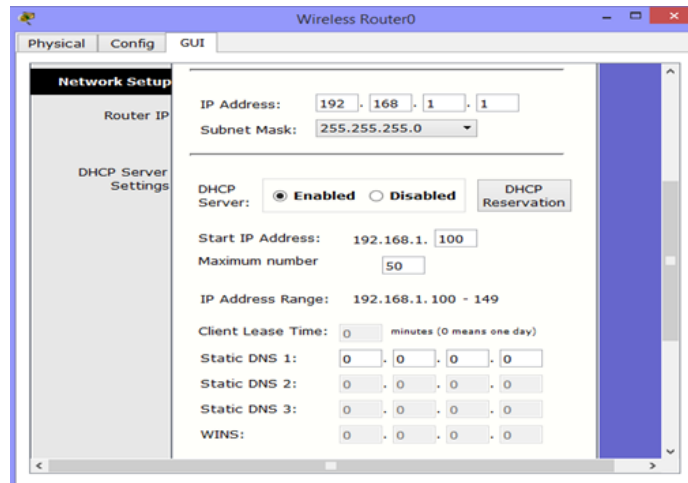 Wireless Router0
Physical Config GUI
Network Setup
Router IP
IP Address: 192 . 168 . 1 . 1
Subnet Mask: 255.255.255.0
DHCP Server Settings
DHCP Server: Enabled Disabled DHCP Reservation
Start IP Address: 192.168.1. 100
Maximum number 50
IP Address Range: 192.168.1.100 - 149
Client Lease Time: 0 minutes (0 means one day)
Static DNS 1: 0 . 0 . 0 . 0
Static DNS 2: 0 . 0 . 0 . 0
Static DNS 3: 0 . 0 . 0 . 0
WINS: 0 . 0 . 0 . 0